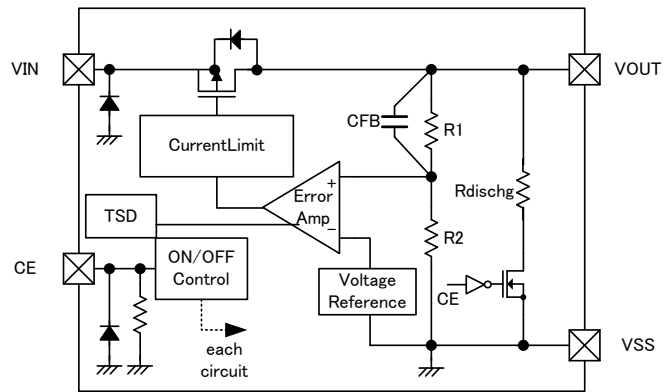 VIN
VOUT
CFB
R1
CurrentLimit
Rdischg
+
Error
Amp
-
TSD
R2
CE
ON/OFF
Control
Voltage
Reference
CE
each
circuit
VSS